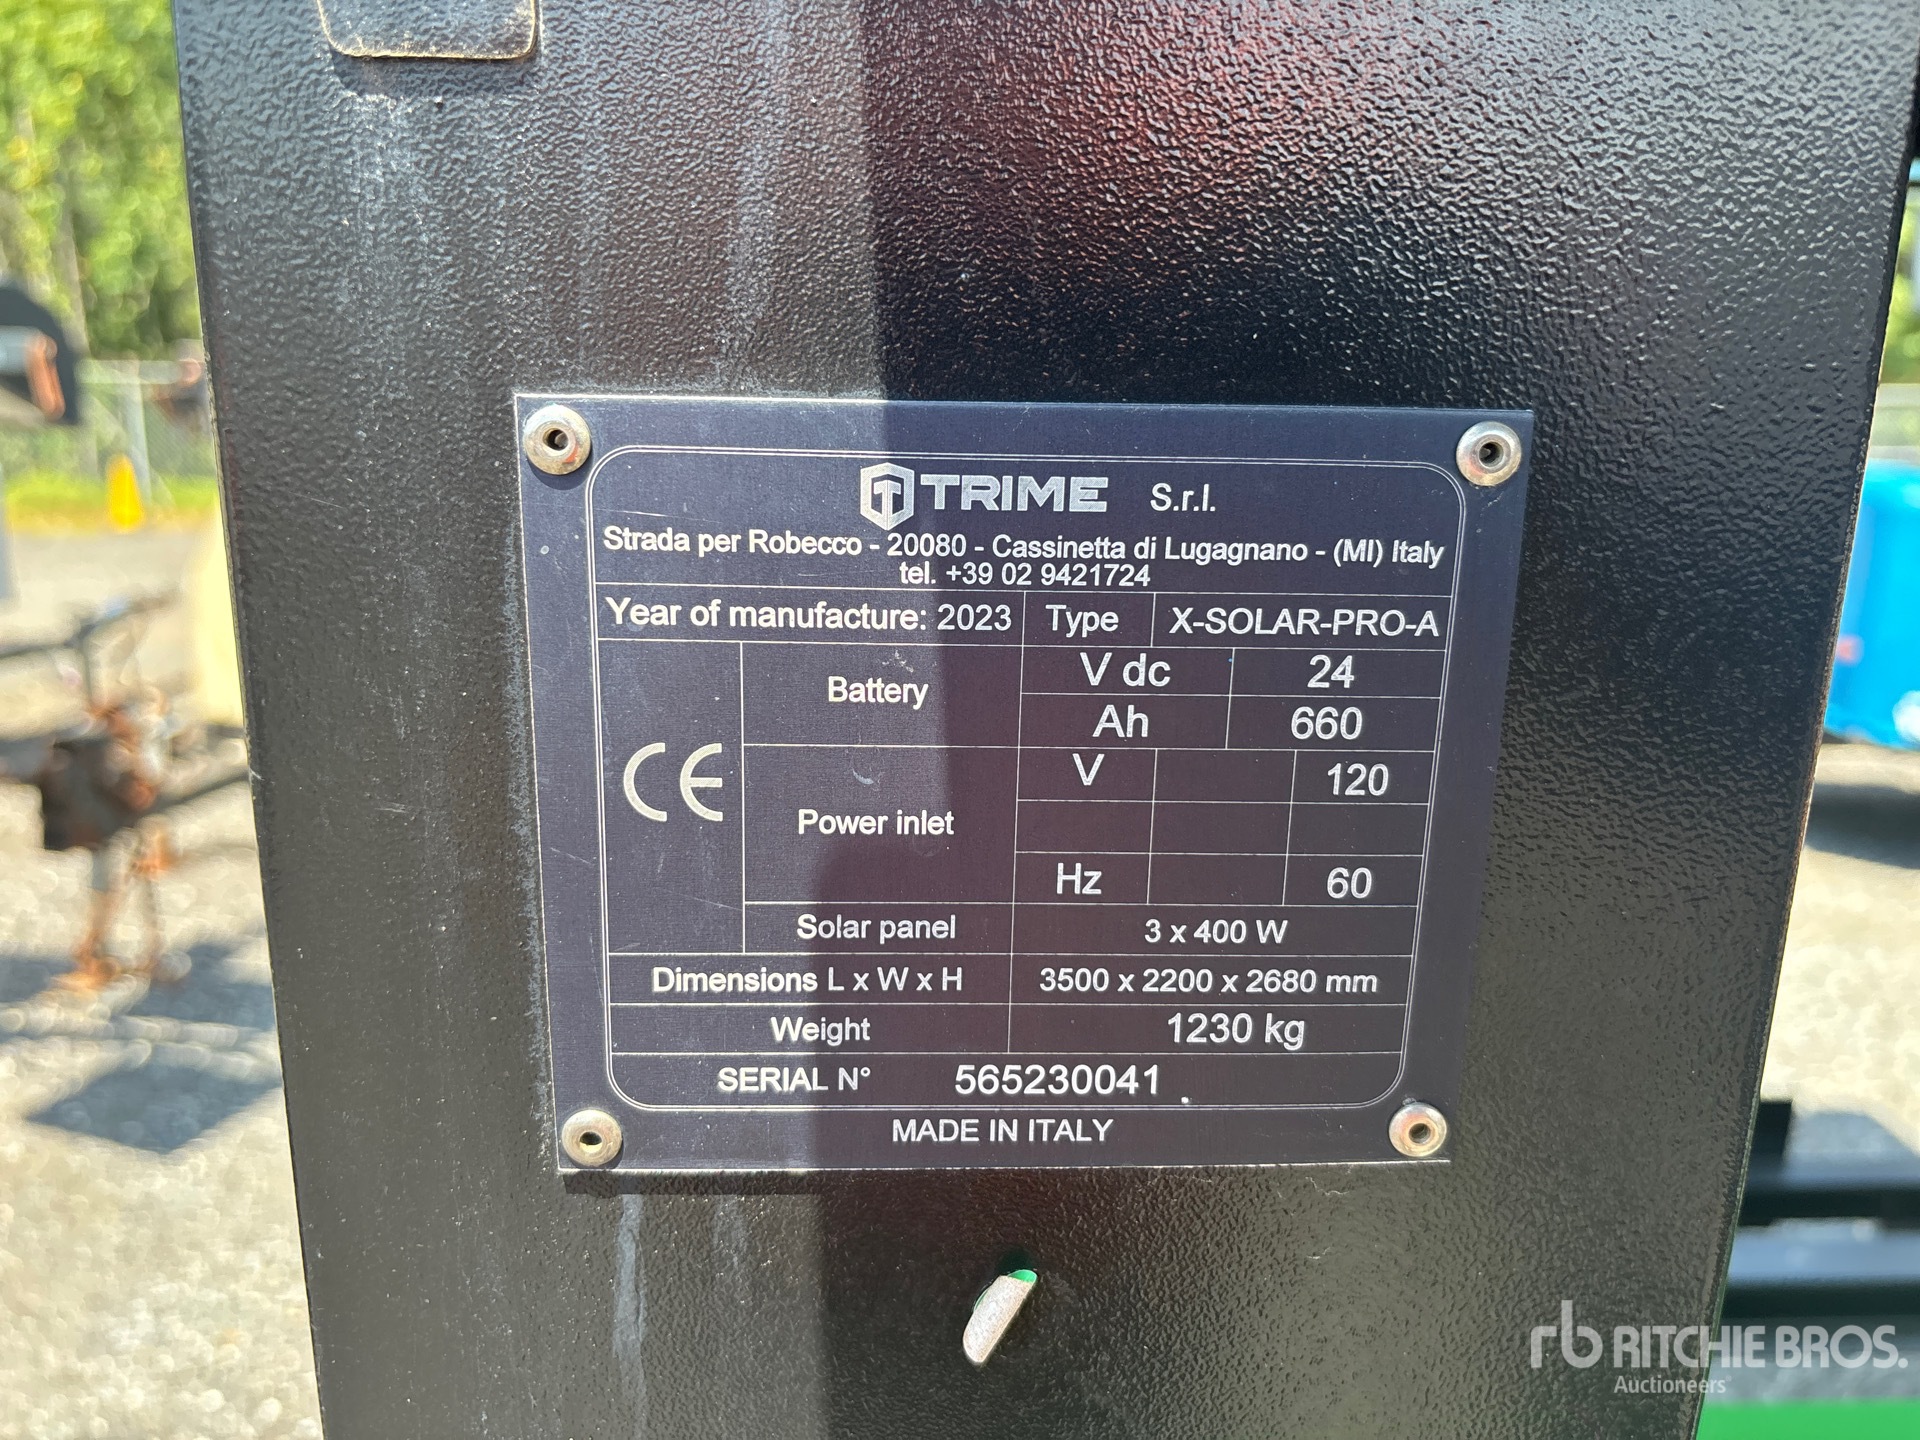 TRIME S.r.l.
Strada per Robecco - 20080 - Cassinetta di Lugagnano - (MI) Italy
tel. +39 02 9421724
Year of manufacture: 2023 Type X-SOLAR-PRO-A
Battery V dc 24
Ah 660
CE
Power inlet V 120
Hz 60
Solar panel 3 x 400 W
Dimensions L x W x H 3500 x 2200 x 2680 mm
Weight 1230 kg
SERIAL N° 565230041
MADE IN ITALY
rb RITCHIE BROS.
Auctioneers